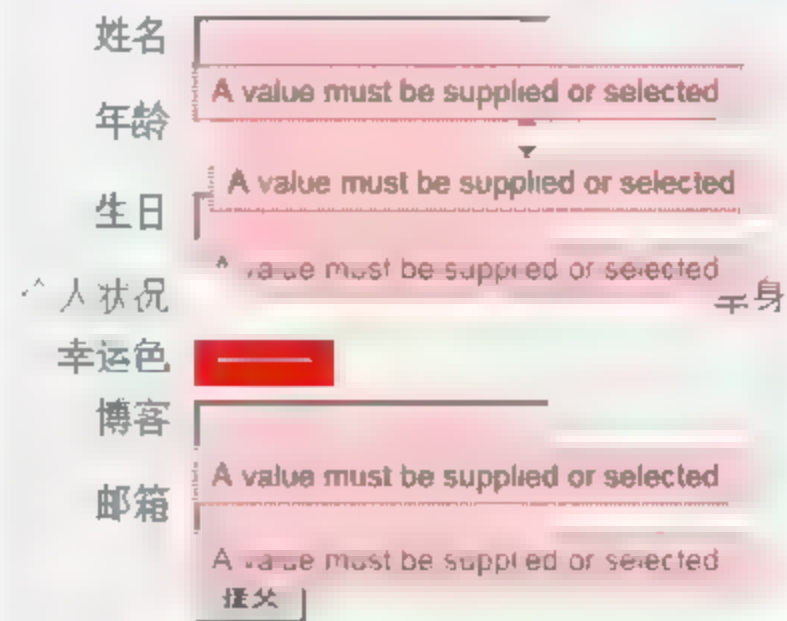 姓名
A value must be supplied or selected
年龄
A value must be supplied or selected
生日
A value must be supplied or selected
个人状况
单身
幸运色
博客
A value must be supplied or selected
邮箱
A value must be supplied or selected
提交